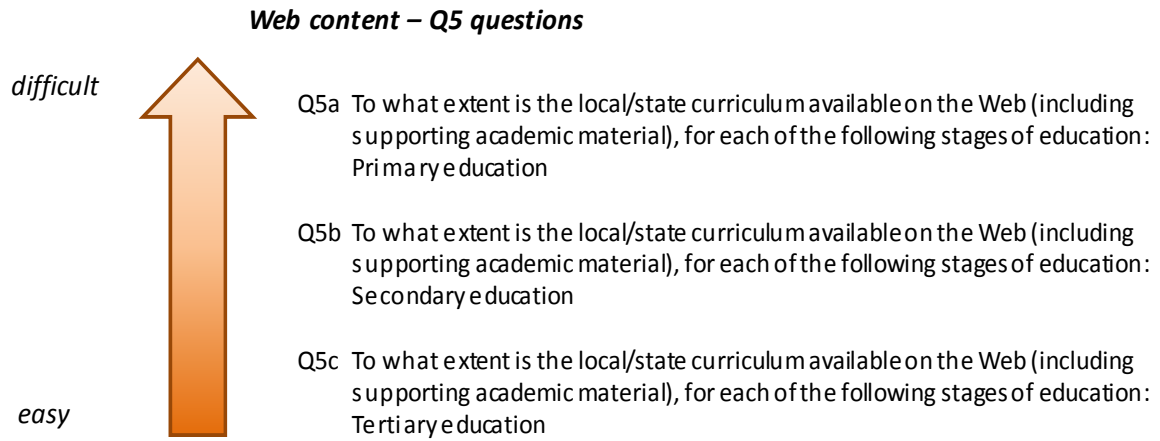 Web content – Q5 questions
difficult
Q5a To what extent is the local/state curriculum available on the Web (including
supporting academic material), for each of the following stages of education:
Primary education
Q5b To what extent is the local/state curriculum available on the Web (including
supporting academic material), for each of the following stages of education:
Secondary education
Q5c To what extent is the local/state curriculum available on the Web (including
supporting academic material), for each of the following stages of education:
easy
Tertiary education